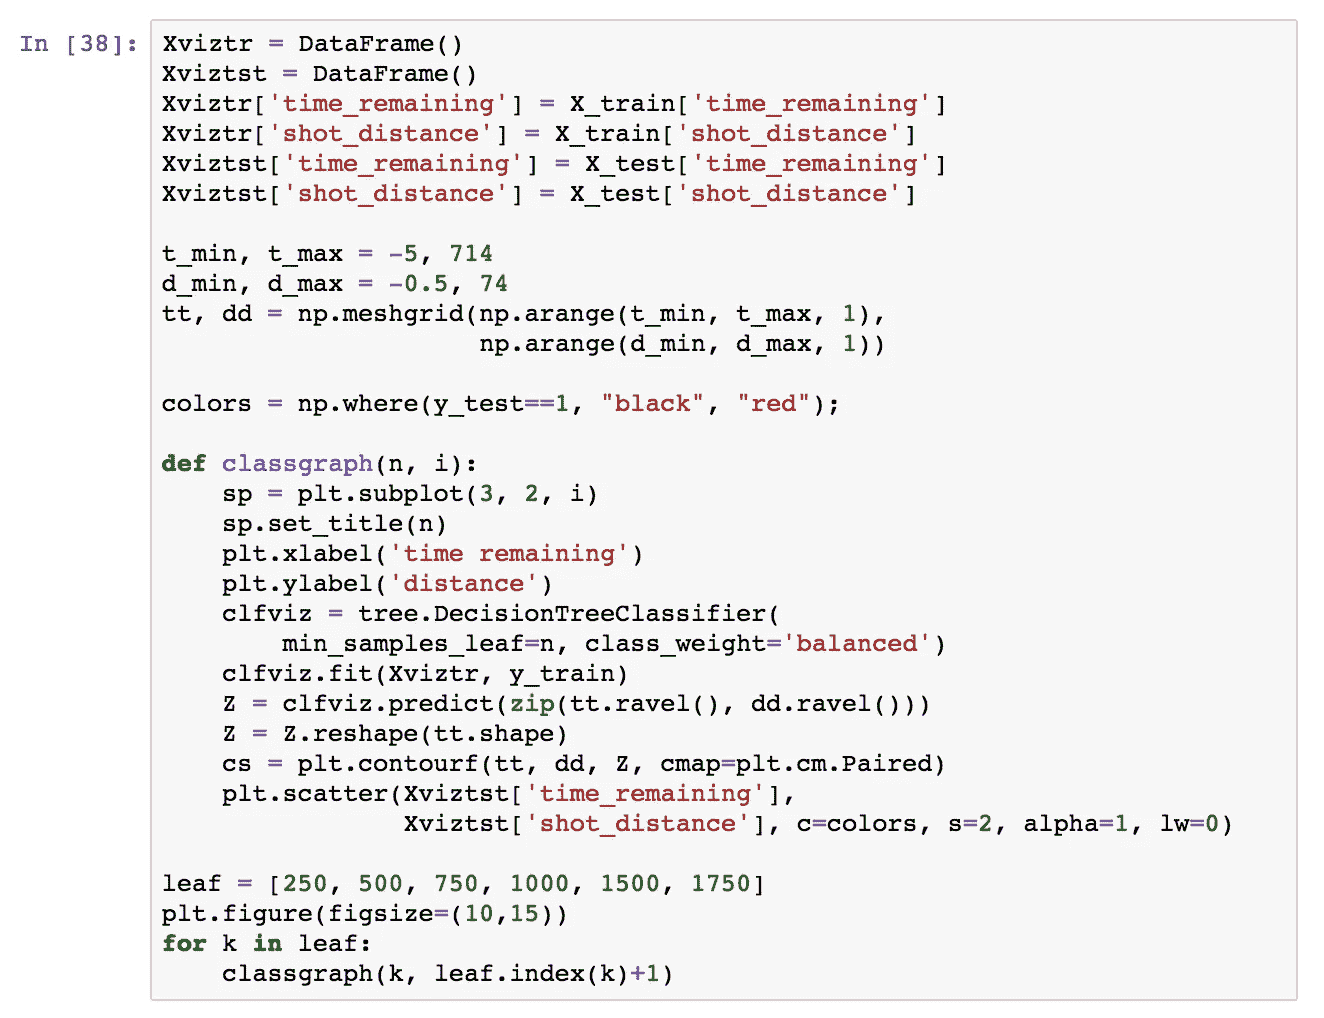 In [38]:
Xviztr = DataFrame()
Xviztst = DataFrame()
Xviztr['time_remaining'] = X_train['time_remaining']
Xviztr['shot_distance'] = X_train['shot_distance']
Xviztst['time_remaining'] = X_test['time_remaining']
Xviztst['shot_distance'] = X_test['shot_distance']

t_min, t_max = -5, 714
d_min, d_max = -0.5, 74
tt, dd = np.meshgrid(np.arange(t_min, t_max, 1),
                     np.arange(d_min, d_max, 1))

colors = np.where(y_test==1, "black", "red");

def classgraph(n, i):
    sp = plt.subplot(3, 2, i)
    sp.set_title(n)
    plt.xlabel('time remaining')
    plt.ylabel('distance')
    clfviz = tree.DecisionTreeClassifier(
        min_samples_leaf=n, class_weight='balanced')
    clfviz.fit(Xviztr, y_train)
    Z = clfviz.predict(zip(tt.ravel(), dd.ravel()))
    Z = Z.reshape(tt.shape)
    cs = plt.contourf(tt, dd, Z, cmap=plt.cm.Paired)
    plt.scatter(Xviztst['time_remaining'],
                Xviztst['shot_distance'], c=colors, s=2, alpha=1, lw=0)

leaf = [250, 500, 750, 1000, 1500, 1750]
plt.figure(figsize=(10,15))
for k in leaf:
    classgraph(k, leaf.index(k)+1)